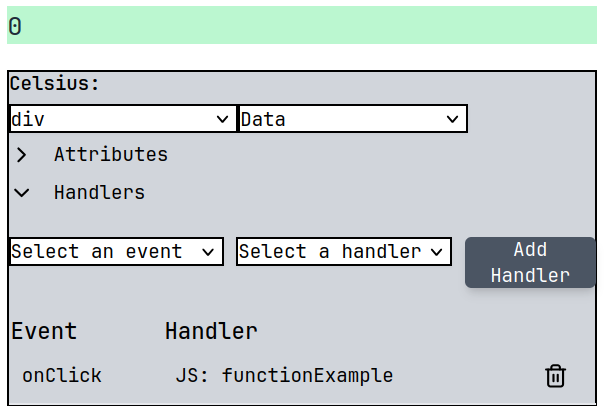 0
Celsius:
div Data
Attributes
Handlers
Select an event Select a handler Add Handler
Event Handler
onClick JS: functionExample